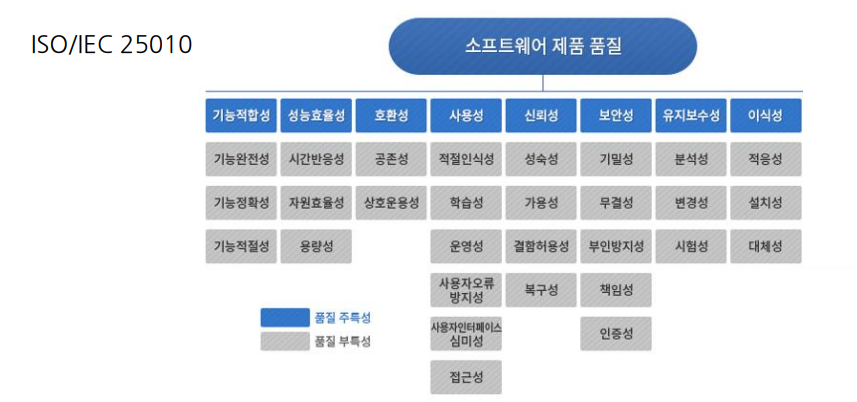 ISO/IEC 25010
소프트웨어 제품 품질
기능적합성 성능효율성 호환성 사용성 신뢰성 보안성 유지보수성 이식성
기능완전성 시간반응성 공존성 적절인식성 성숙성 기밀성 분석성 적응성
기능정확성 자원효율성 상호운용성 학습성 가용성 무결성 변경성 설치성
기능적절성 용량성 운영성 결함허용성 부인방지성 시험성 대체성
사용자오류
방지성 복구성 책임성
품질 주특성
사용자인터페이스
심미성 인증성
품질 부특성
접근성